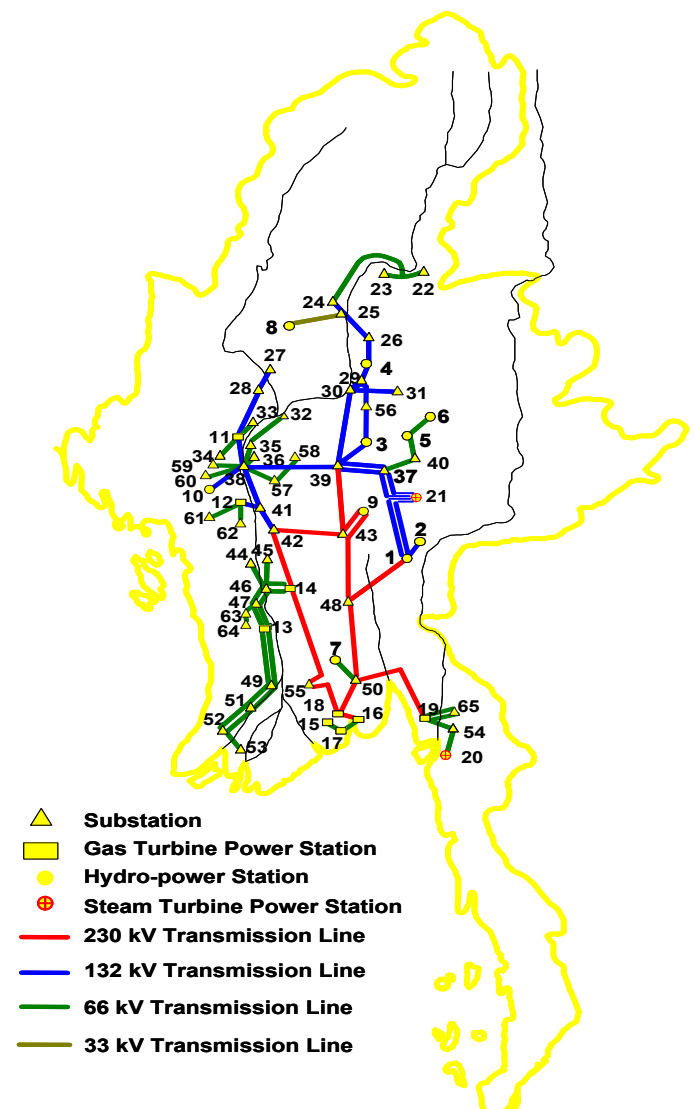 23 22
24
25
8
26
27
4
29
28 30 31
56
33 32
6
11
35 3 5
34 36 58
59 40
38 39 37
60 57
10 21
12 9
41
61 62 2
42 43
1
44 45
46 14
47
48
63
64 13
7
49 55 50
51 18 19 65
52 15 16
17 54
53 20
Substation
Gas Turbine Power Station
Hydro-power Station
Steam Turbine Power Station
230 kV Transmission Line
132 kV Transmission Line
66 kV Transmission Line
33 kV Transmission Line